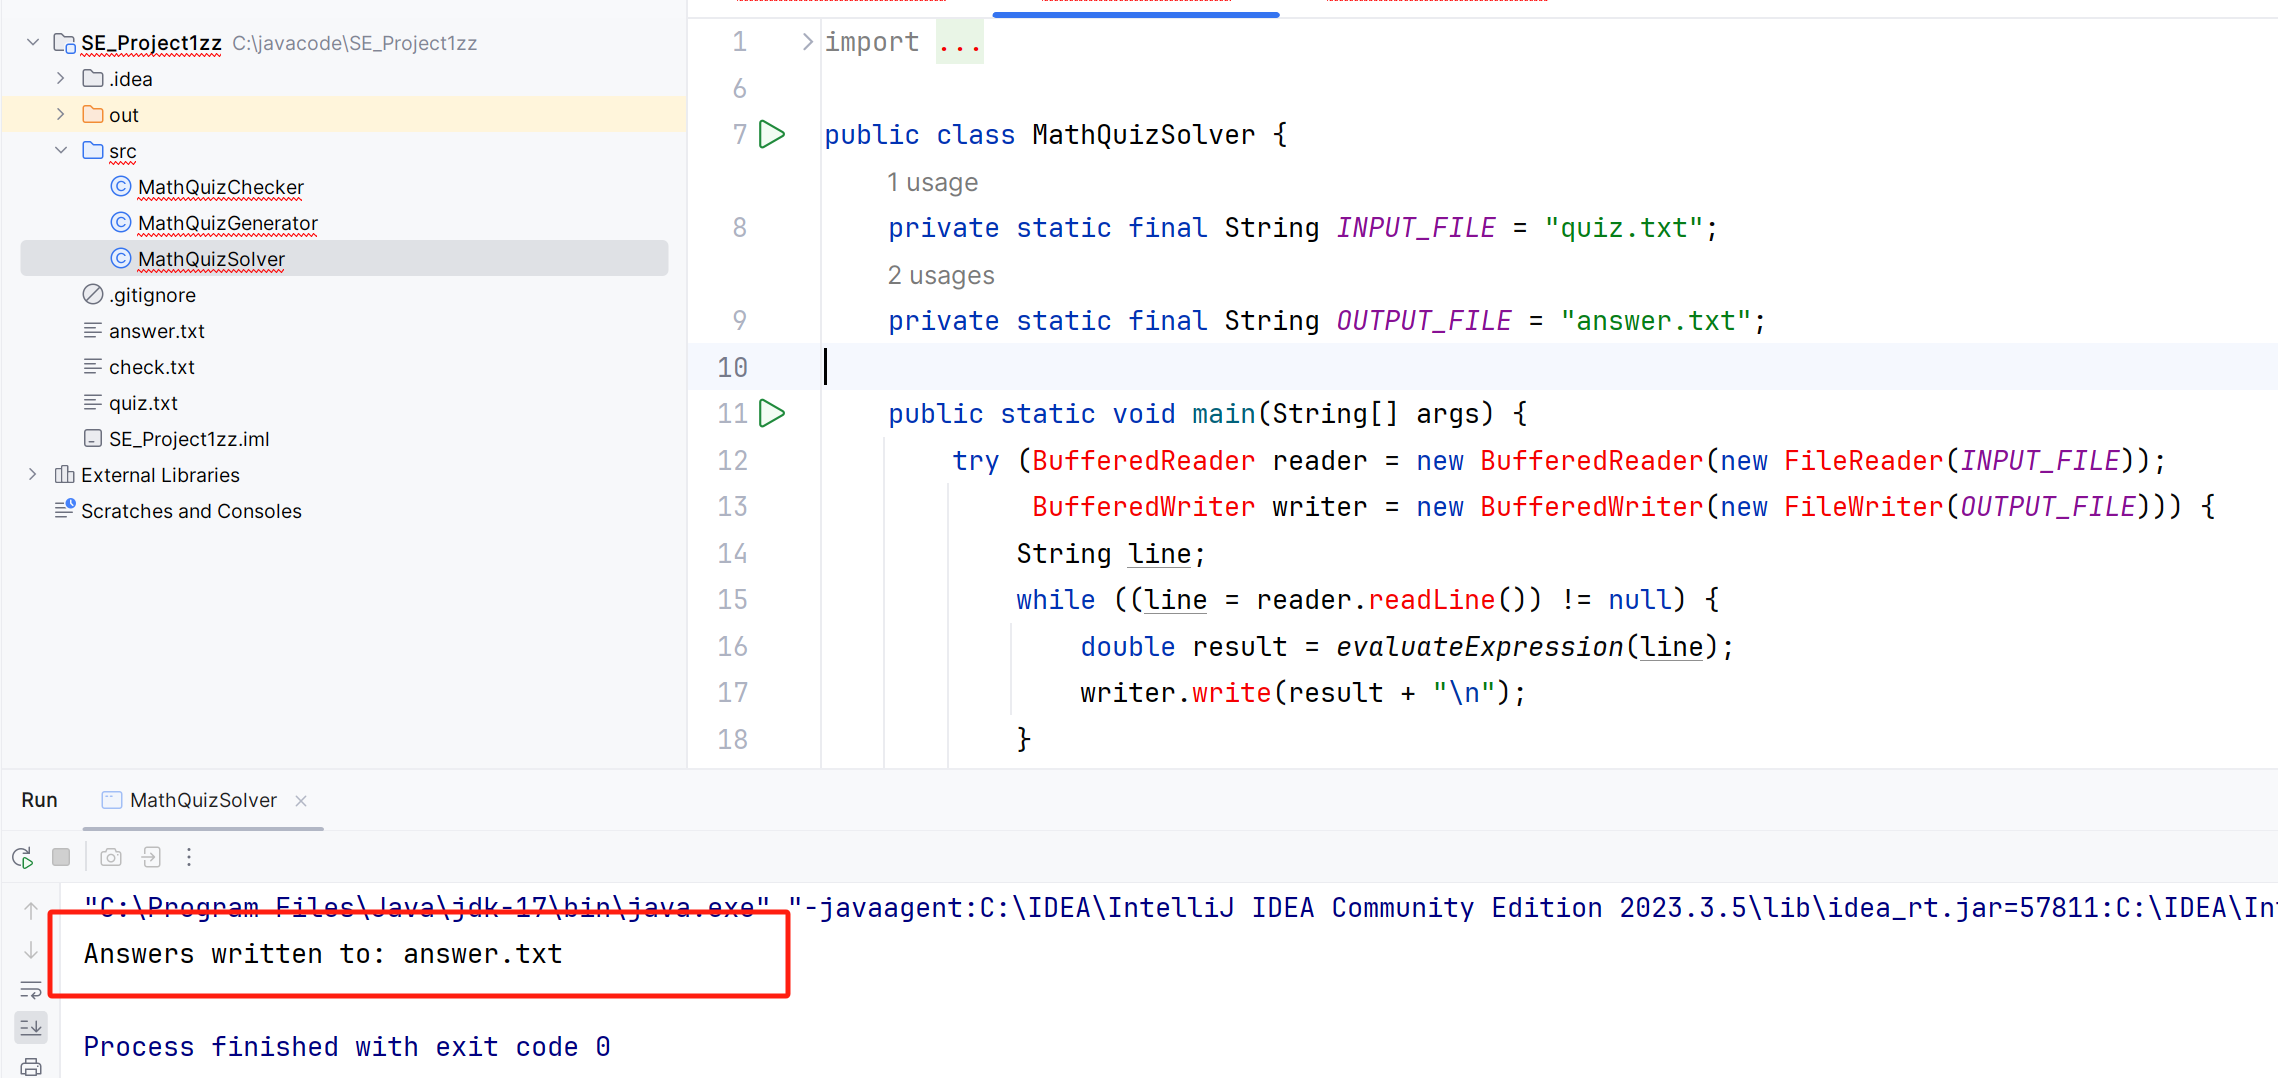 SE_Project1zz C:\javacode\SE_Project1zz
.idea
out
src
MathQuizChecker
MathQuizGenerator
MathQuizSolver
.gitignore
answer.txt
check.txt
quiz.txt
SE_Project1zz.iml
External Libraries
Scratches and Consoles
1 import ...
6
7 public class MathQuizSolver {
1 usage
8 private static final String INPUT_FILE = "quiz.txt";
2 usages
9 private static final String OUTPUT_FILE = "answer.txt";
10
11 public static void main(String[] args) {
12 try (BufferedReader reader = new BufferedReader(new FileReader(INPUT_FILE));
13 BufferedWriter writer = new BufferedWriter(new FileWriter(OUTPUT_FILE))) {
14 String line;
15 while ((line = reader.readLine()) != null) {
16 double result = evaluateExpression(line);
17 writer.write(result + "\n");
18 }
Run MathQuizSolver
"C:\Program Files\Java\jdk-17\bin\java.exe" "-javaagent:C:\IDEA\IntelliJ IDEA Community Edition 2023.3.5\lib\idea_rt.jar=57811:C:\IDEA\Int
Answers written to: answer.txt
Process finished with exit code 0